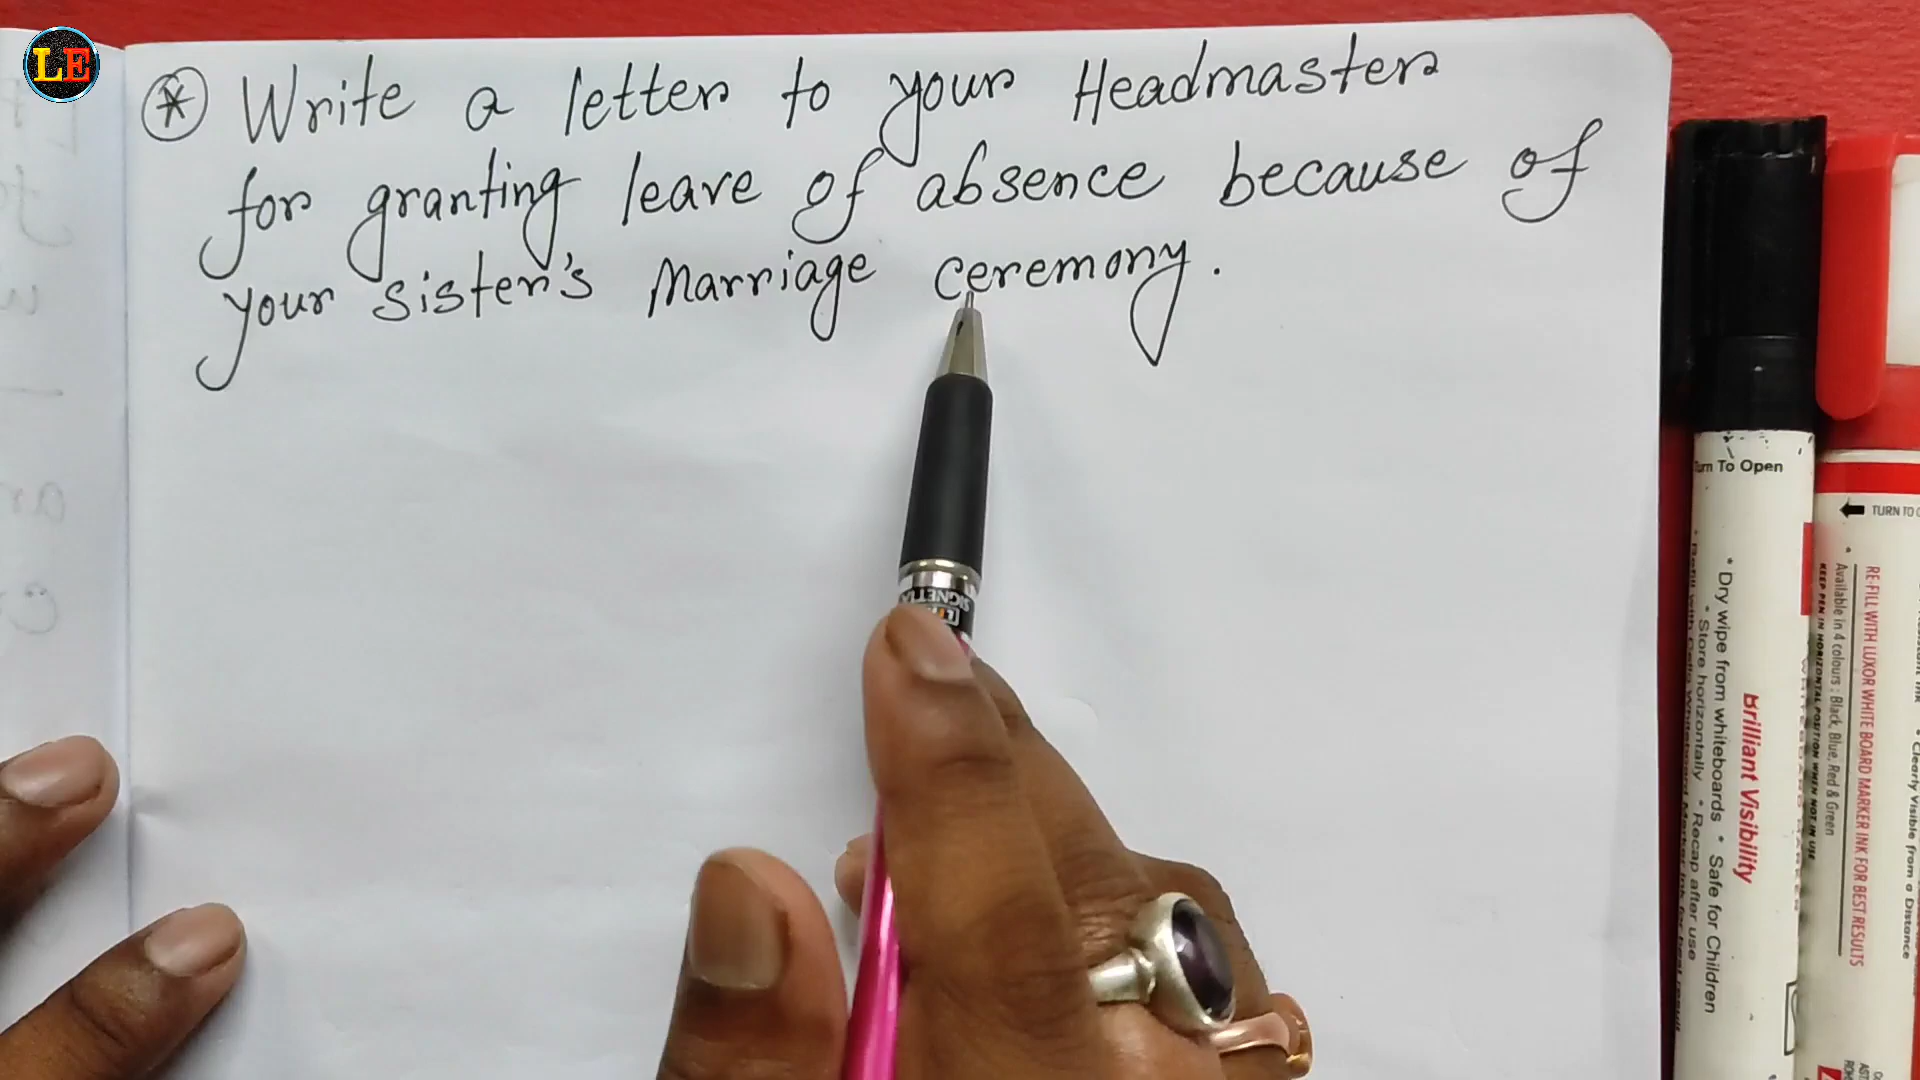 LE
* Write a letter to your Headmaster
for granting leave of absence because of
your sister's Marriage ceremony.
Turn To Open
* Dry wipe from whiteboards * Safe for Children
* Store horizontally * Recap after use
Brilliant Visibility
TURN TO
RE-FILL WITH LUXOR WHITE BOARD MARKER INK FOR BEST RESULTS
Available in 4 colours : Black, Blue, Red & Green
KEEP PEN IN HORIZONTAL POSITION WHEN NOT IN USE
* Clearly Visible from a Distance